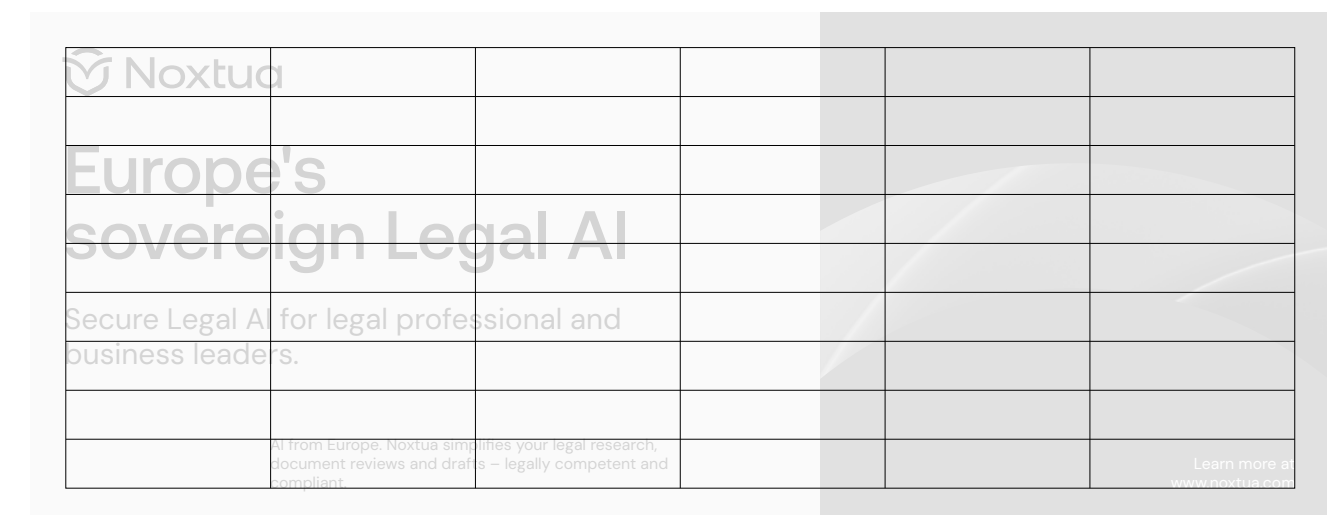 Noxtua
Europe's
sovereign Legal AI
Secure Legal AI for legal professional and
business leaders.
AI from Europe. Noxtua simplifies your legal research,
document reviews and drafts – legally competent and
compliant.
Learn more at
www.noxtua.com